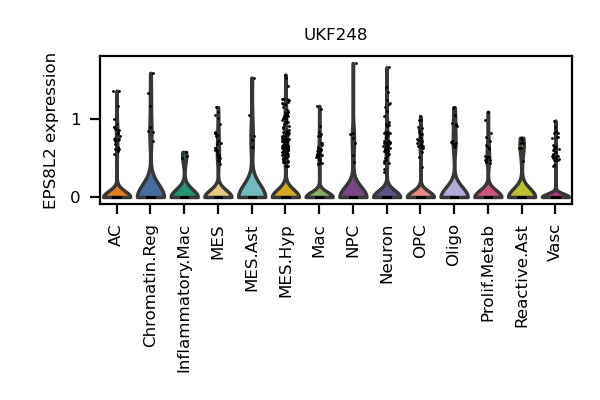 UKF248
EPS8L2 expression
1
0
AC
Chromatin.Reg
Inflammatory.Mac
MES
MES.Ast
MES.Hyp
Mac
NPC
Neuron
OPC
Oligo
Prolif.Metab
Reactive.Ast
Vasc